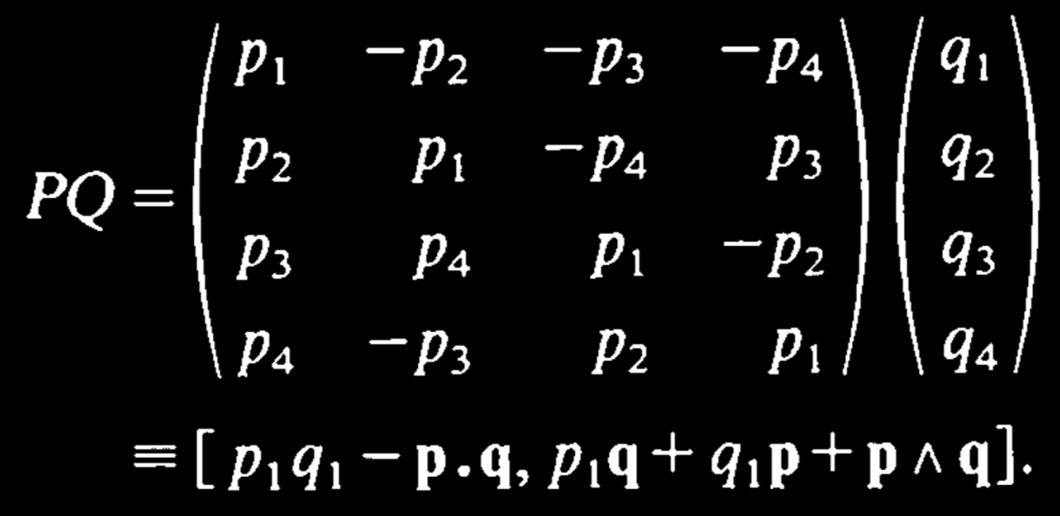 PQ = ( p₁ −p₂ −p₃ −p₄ ) ( q₁ )
p₂ p₁ −p₄ p₃ q₂
p₃ p₄ p₁ −p₂ q₃
p₄ −p₃ p₂ p₁ q₄
≡ [ p₁q₁ − p.q, p₁q + q₁p + p ∧ q].